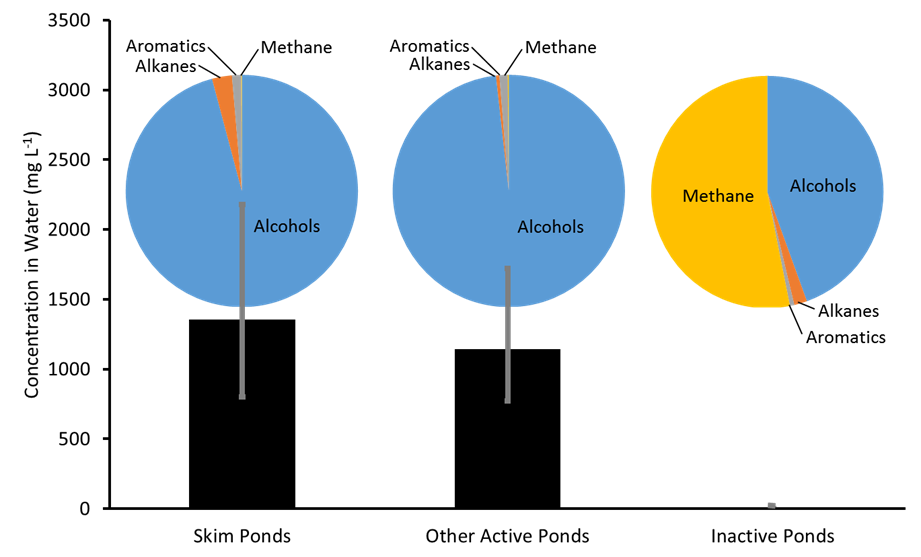 3500
3000
2500
2000
1500
1000
500
0
Concentration in Water (mg L-1)
Aromatics
Alkanes
Methane
Alcohols
Aromatics
Alkanes
Methane
Alcohols
Methane
Alcohols
Alkanes
Aromatics
Skim Ponds
Other Active Ponds
Inactive Ponds